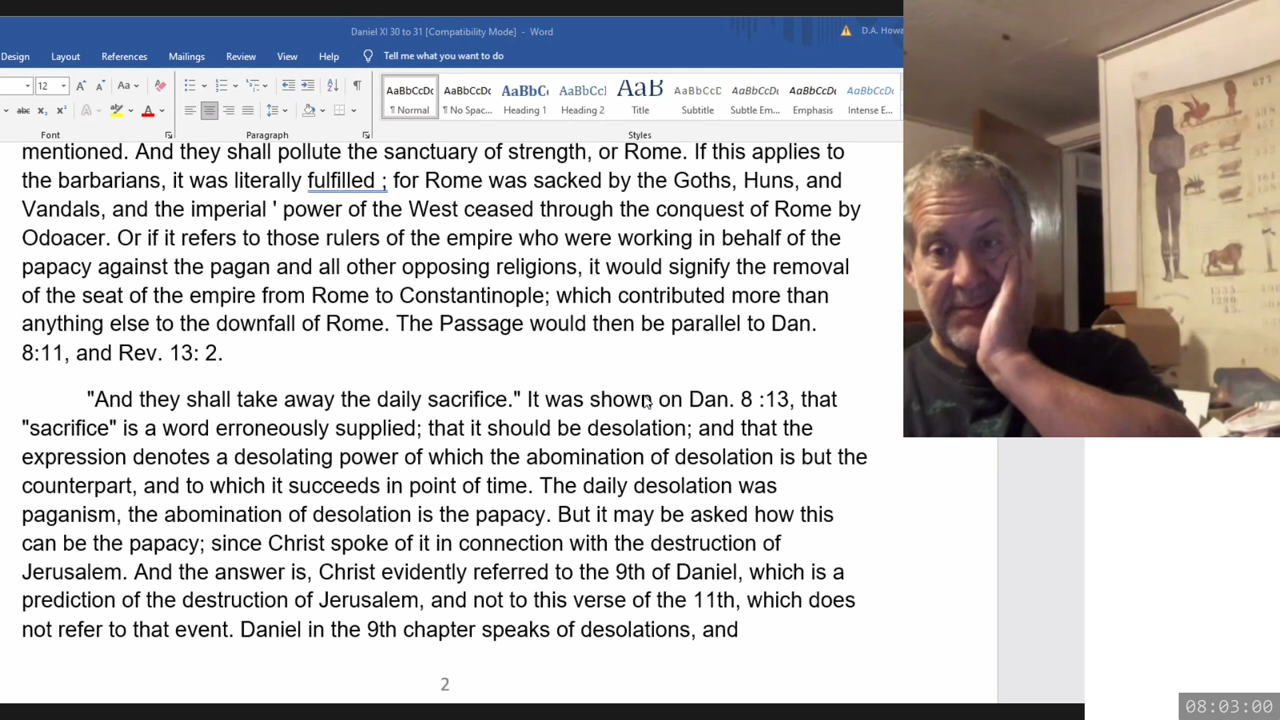 Daniel XI 30 to 31 [Compatibility Mode] - Word
D.A. Howa
Design Layout References Mailings Review View Help Tell me what you want to do
12 Aa
AaBbCcDc AaBbCcDc AaBbC AaBbCcI AaB AaBbCcD AaBbCcDc AaBbCcDc AaBbCcDc
¶ Normal ¶ No Spac... Heading 1 Heading 2 Title Subtitle Subtle Em... Emphasis Intense E...
Font Paragraph Styles
mentioned. And they shall pollute the sanctuary of strength, or Rome. If this applies to
the barbarians, it was literally fulfilled ; for Rome was sacked by the Goths, Huns, and
Vandals, and the imperial ' power of the West ceased through the conquest of Rome by
Odoacer. Or if it refers to those rulers of the empire who were working in behalf of the
papacy against the pagan and all other opposing religions, it would signify the removal
of the seat of the empire from Rome to Constantinople; which contributed more than
anything else to the downfall of Rome. The Passage would then be parallel to Dan.
8:11, and Rev. 13: 2.
"And they shall take away the daily sacrifice." It was shown on Dan. 8 :13, that
"sacrifice" is a word erroneously supplied; that it should be desolation; and that the
expression denotes a desolating power of which the abomination of desolation is but the
counterpart, and to which it succeeds in point of time. The daily desolation was
paganism, the abomination of desolation is the papacy. But it may be asked how this
can be the papacy; since Christ spoke of it in connection with the destruction of
Jerusalem. And the answer is, Christ evidently referred to the 9th of Daniel, which is a
prediction of the destruction of Jerusalem, and not to this verse of the 11th, which does
not refer to that event. Daniel in the 9th chapter speaks of desolations, and
2
677
08:03:00